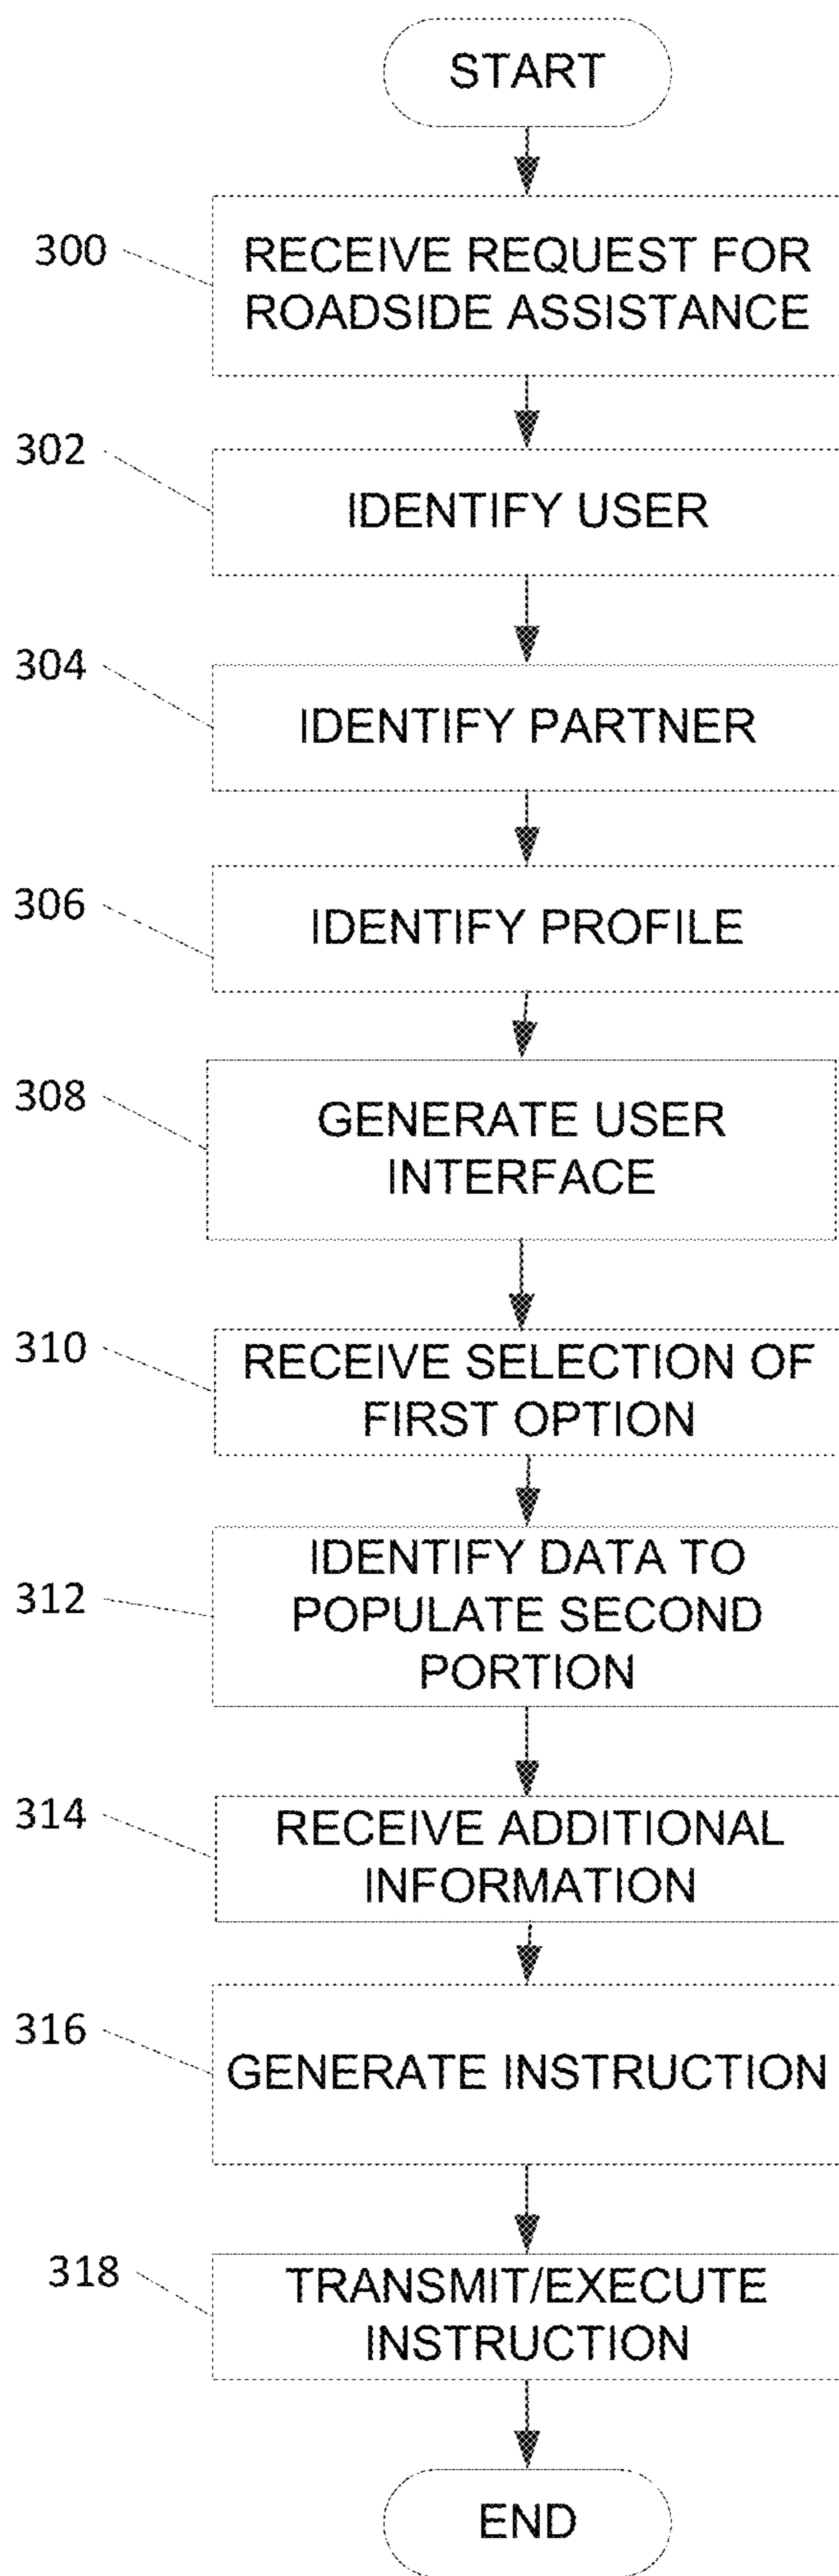 START
300
RECEIVE REQUEST FOR
ROADSIDE ASSISTANCE
302
IDENTIFY USER
304
IDENTIFY PARTNER
306
IDENTIFY PROFILE
308
GENERATE USER
INTERFACE
310
RECEIVE SELECTION OF
FIRST OPTION
312
IDENTIFY DATA TO
POPULATE SECOND
PORTION
314
RECEIVE ADDITIONAL
INFORMATION
316
GENERATE INSTRUCTION
318
TRANSMIT/EXECUTE
INSTRUCTION
END